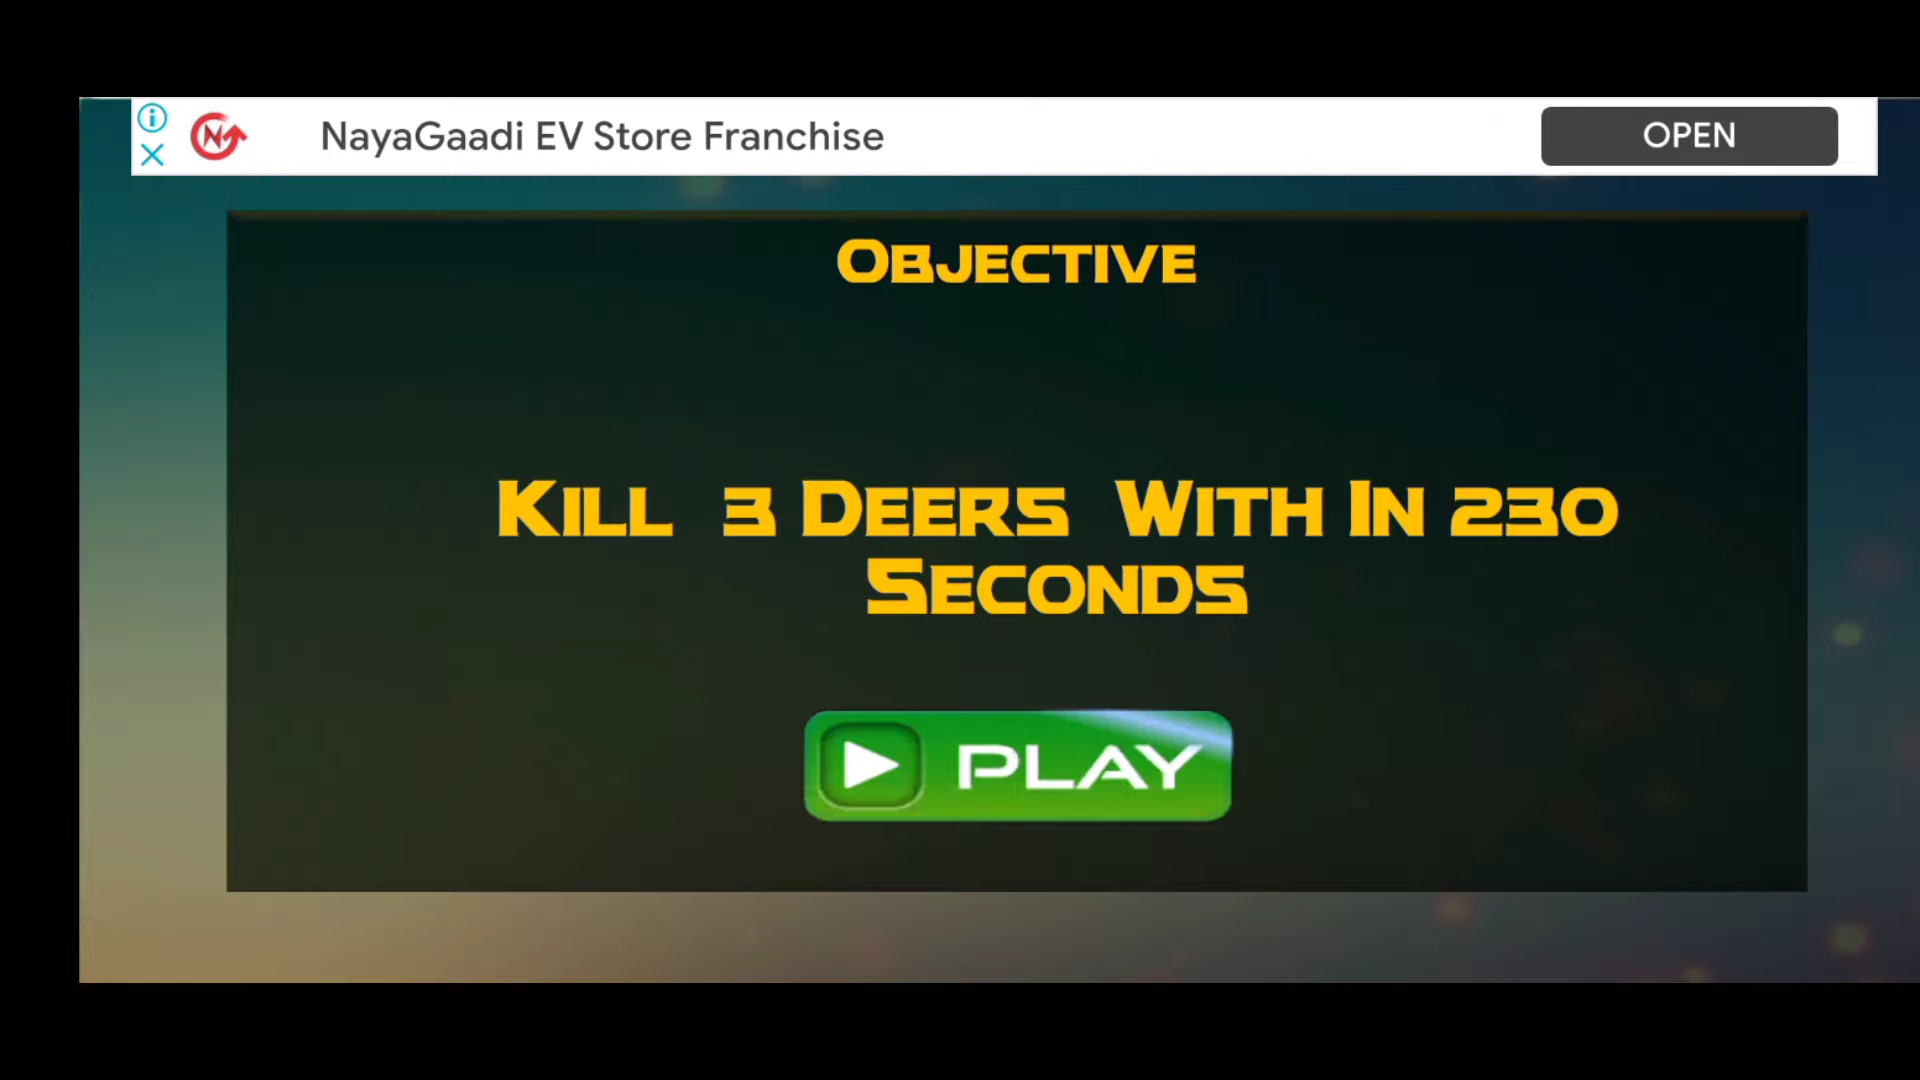 NayaGaadi EV Store Franchise
OPEN
Objective
Kill 3 Deers With In 230
Seconds
PLAY